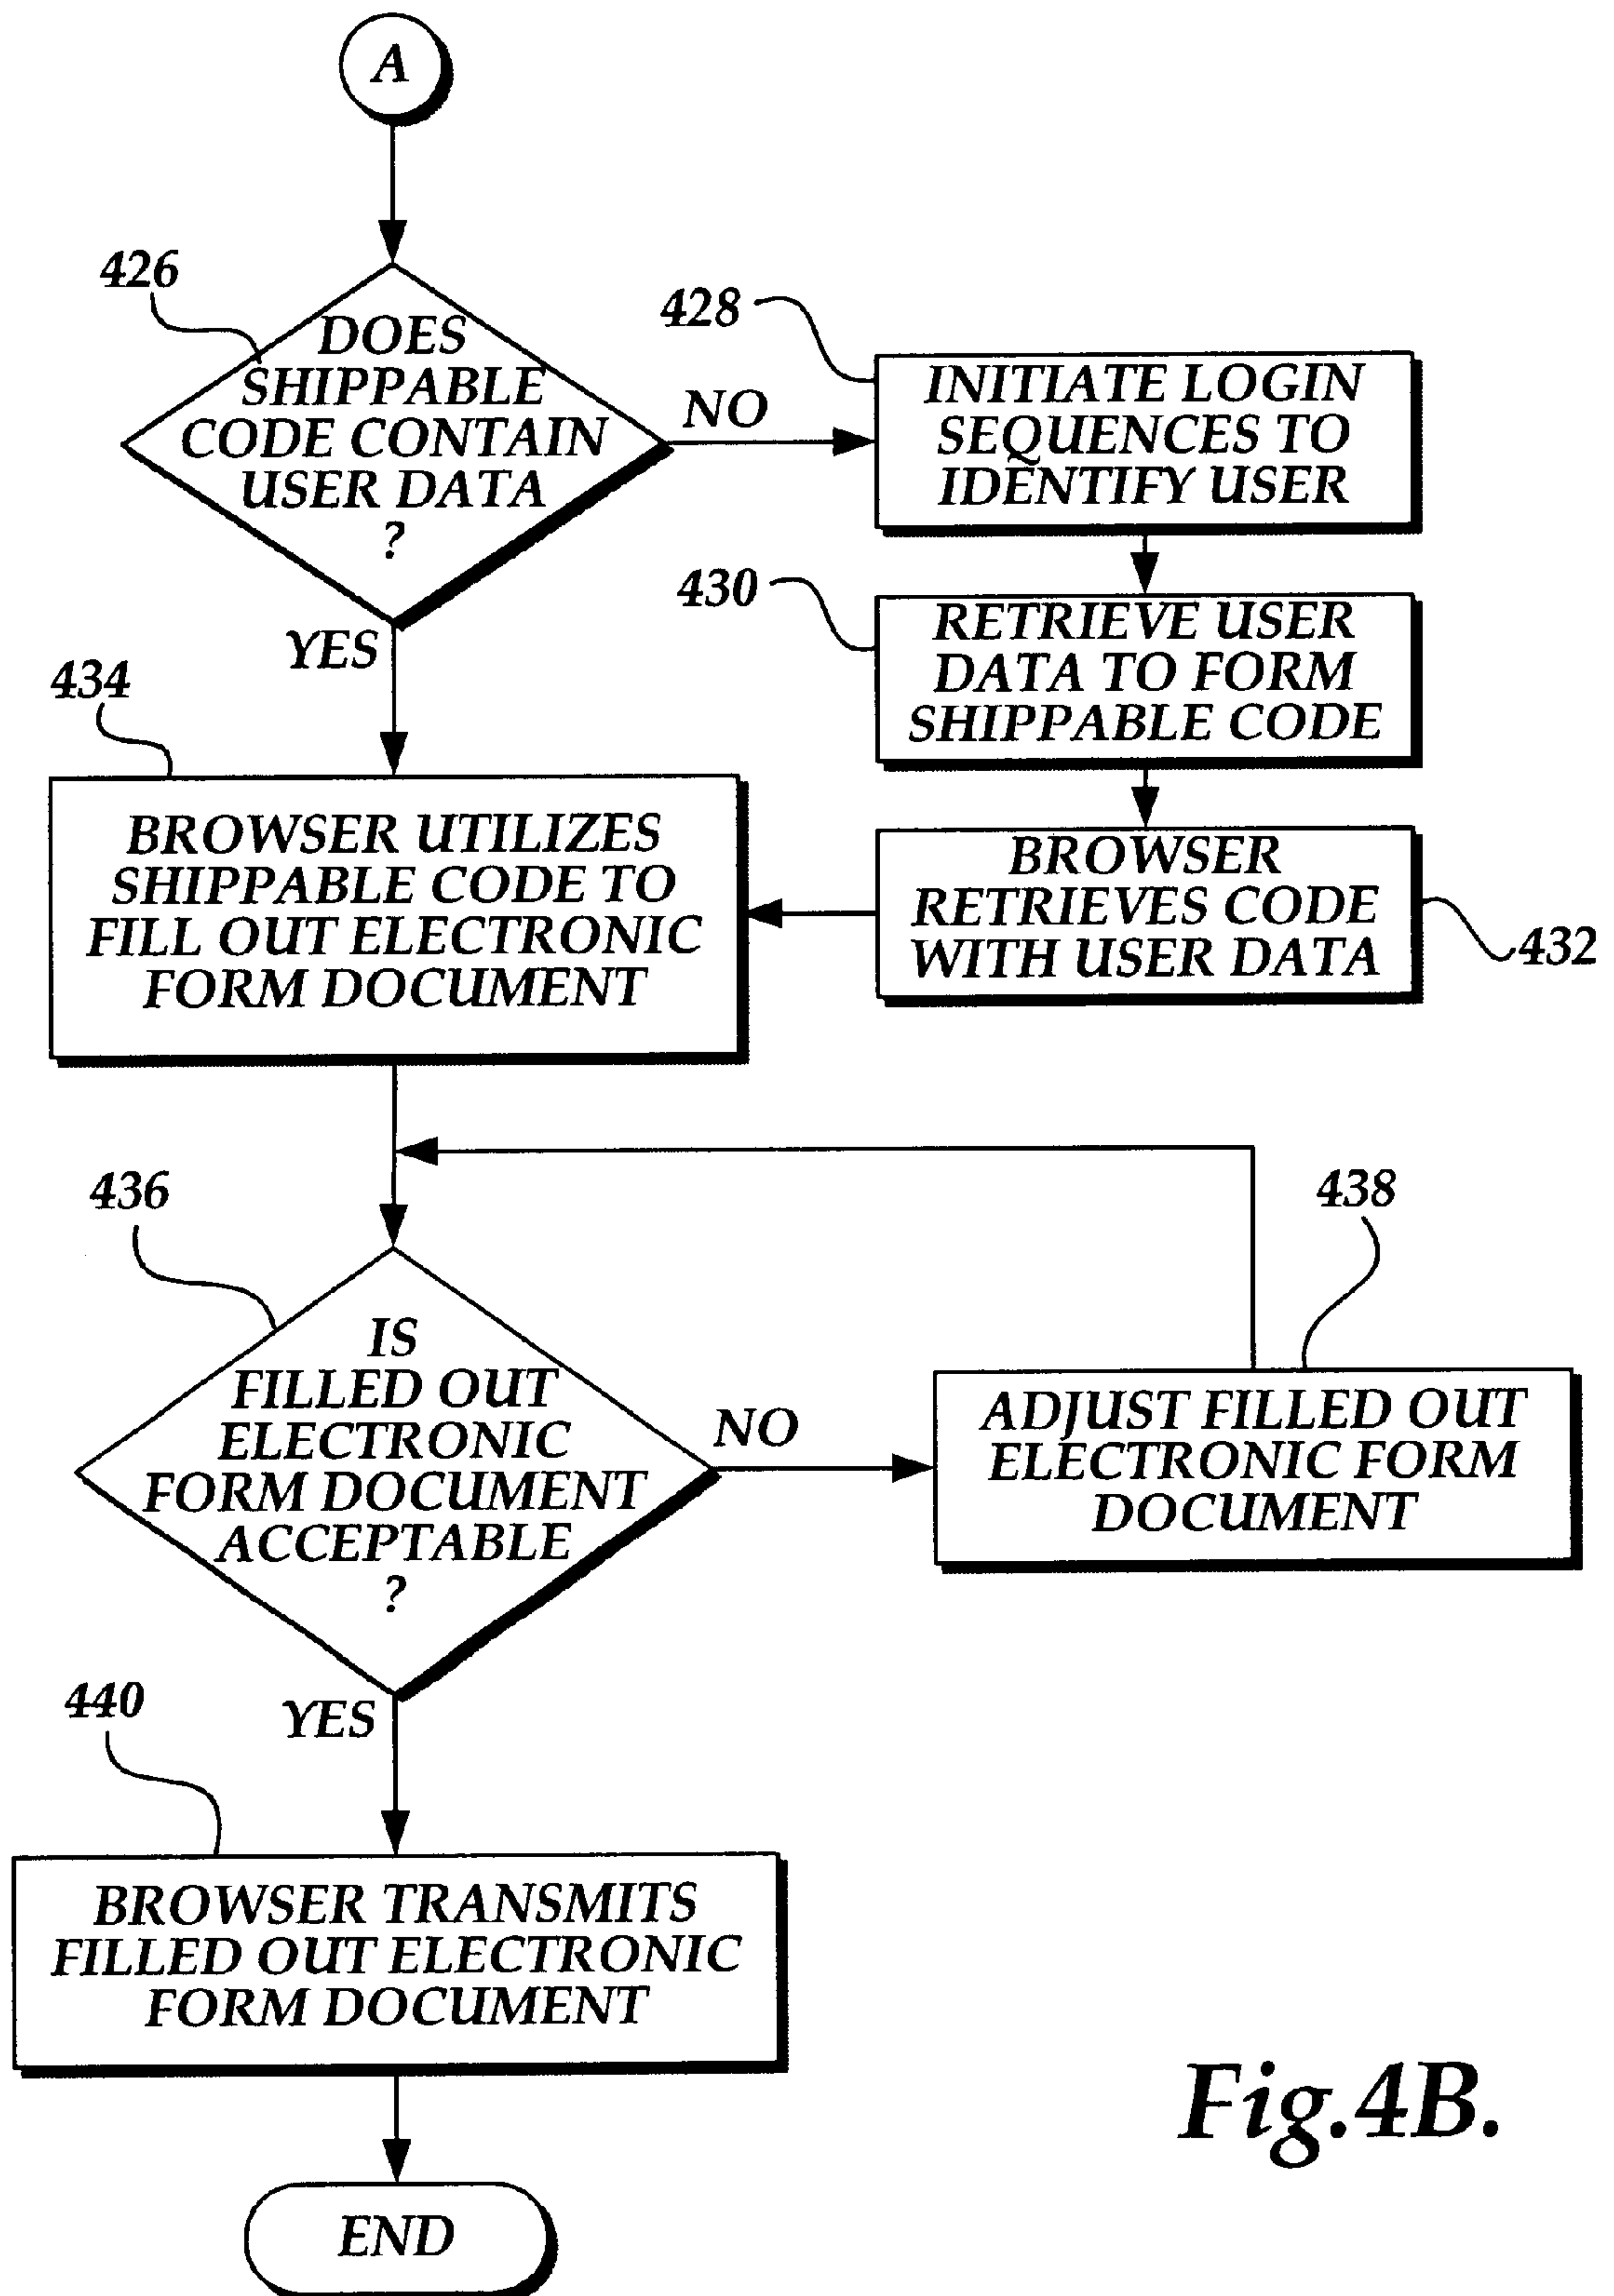 A
426
DOES
SHIPPABLE
CODE CONTAIN
USER DATA
?
NO
428
INITIATE LOGIN
SEQUENCES TO
IDENTIFY USER
430
RETRIEVE USER
DATA TO FORM
SHIPPABLE CODE
YES
434
BROWSER UTILIZES
SHIPPABLE CODE TO
FILL OUT ELECTRONIC
FORM DOCUMENT
BROWSER
RETRIEVES CODE
WITH USER DATA
432
436
IS
FILLED OUT
ELECTRONIC
FORM DOCUMENT
ACCEPTABLE
?
NO
438
ADJUST FILLED OUT
ELECTRONIC FORM
DOCUMENT
YES
440
BROWSER TRANSMITS
FILLED OUT ELECTRONIC
FORM DOCUMENT
END
Fig.4B.